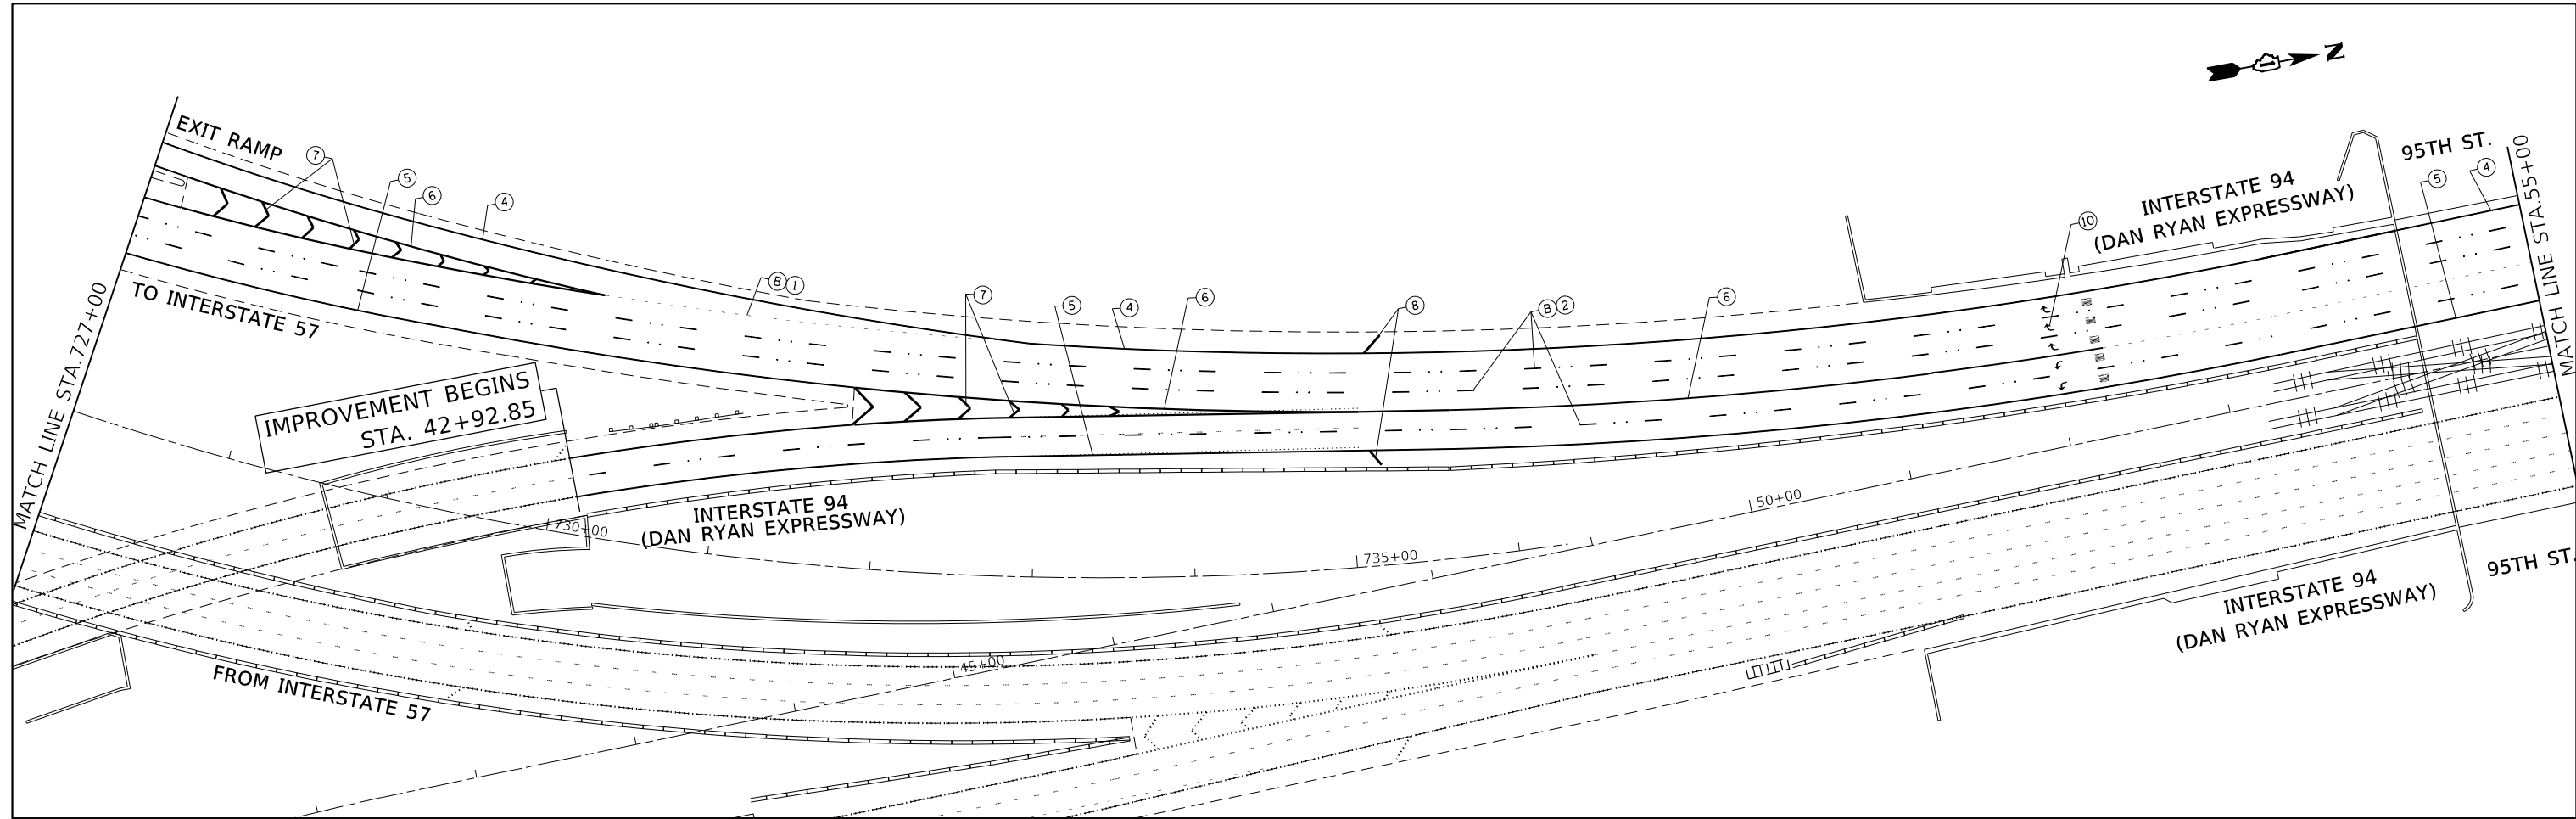 N
EXIT RAMP
7
5
6
4
B 1
7
5
4
6
8
B 2
6
10
INTERSTATE 94
(DAN RYAN EXPRESSWAY)
95TH ST.
5
4
MATCH LINE STA.55+00
MATCH LINE STA.727+00
TO INTERSTATE 57
IMPROVEMENT BEGINS
STA. 42+92.85
730+00
INTERSTATE 94
(DAN RYAN EXPRESSWAY)
735+00
50+00
45+00
FROM INTERSTATE 57
INTERSTATE 94
(DAN RYAN EXPRESSWAY)
95TH ST.